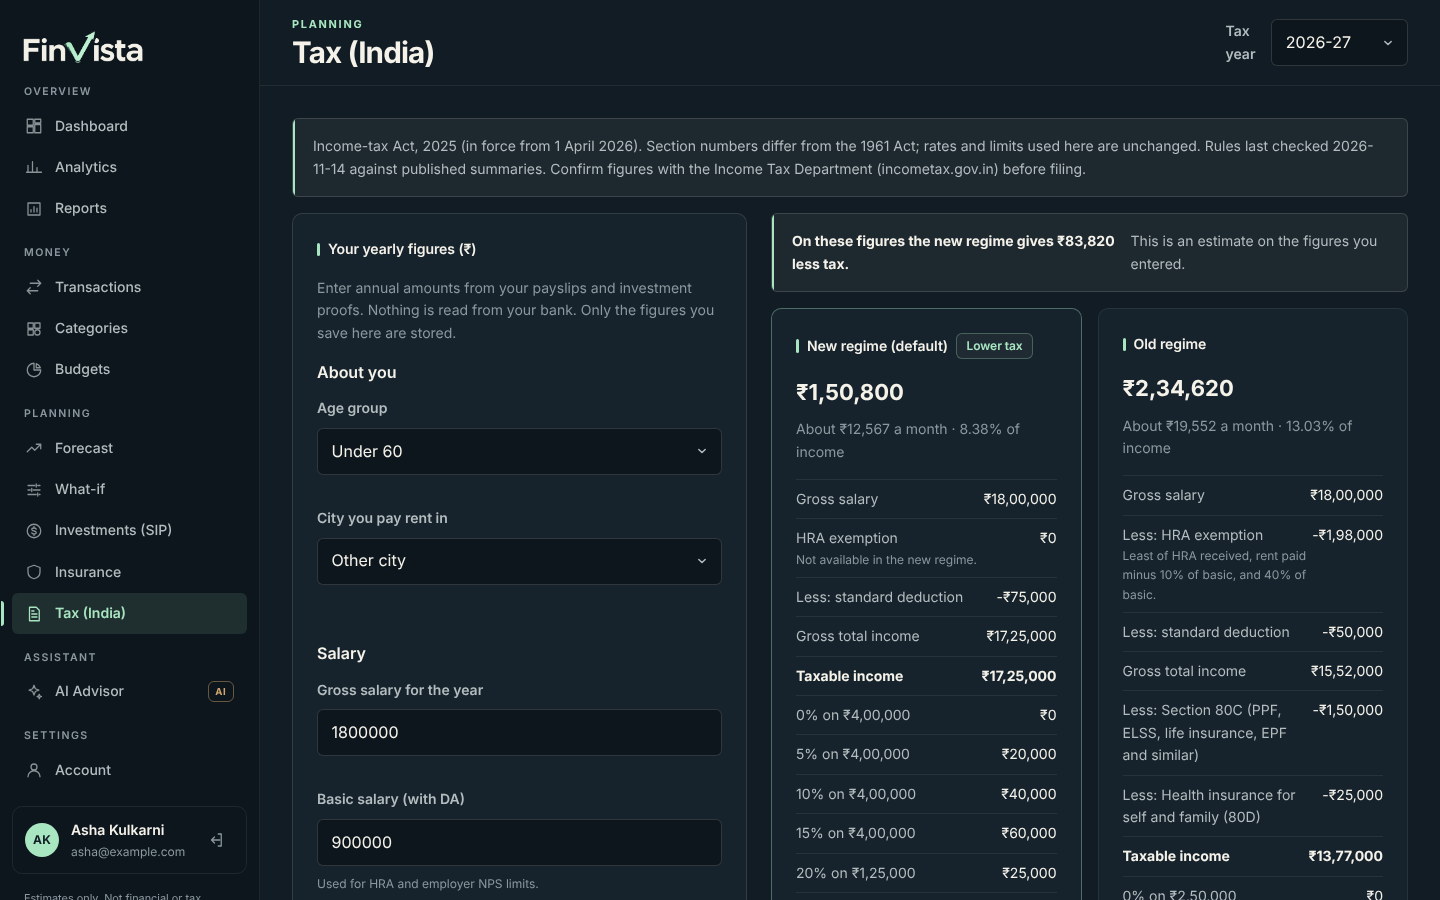 FinVista
OVERVIEW
Dashboard
Analytics
Reports
MONEY
Transactions
Categories
Budgets
PLANNING
Forecast
What-if
Investments (SIP)
Insurance
Tax (India)
ASSISTANT
AI Advisor
AI
SETTINGS
Account
AK
Asha Kulkarni
asha@example.com
Estimates only. Not financial or tax
PLANNING
Tax (India)
Tax
year
2026-27
Income-tax Act, 2025 (in force from 1 April 2026). Section numbers differ from the 1961 Act; rates and limits used here are unchanged. Rules last checked 2026-
11-14 against published summaries. Confirm figures with the Income Tax Department (incometax.gov.in) before filing.
Your yearly figures (₹)
Enter annual amounts from your payslips and investment
proofs. Nothing is read from your bank. Only the figures you
save here are stored.
About you
Age group
Under 60
City you pay rent in
Other city
Salary
Gross salary for the year
1800000
Basic salary (with DA)
900000
Used for HRA and employer NPS limits.
On these figures the new regime gives ₹83,820
less tax.
This is an estimate on the figures you
entered.
New regime (default)
Lower tax
₹1,50,800
About ₹12,567 a month · 8.38% of
income
Gross salary ₹18,00,000
HRA exemption ₹0
Not available in the new regime.
Less: standard deduction -₹75,000
Gross total income ₹17,25,000
Taxable income ₹17,25,000
0% on ₹4,00,000 ₹0
5% on ₹4,00,000 ₹20,000
10% on ₹4,00,000 ₹40,000
15% on ₹4,00,000 ₹60,000
20% on ₹1,25,000 ₹25,000
Old regime
₹2,34,620
About ₹19,552 a month · 13.03% of
income
Gross salary ₹18,00,000
Less: HRA exemption -₹1,98,000
Least of HRA received, rent paid
minus 10% of basic, and 40% of
basic.
Less: standard deduction -₹50,000
Gross total income ₹15,52,000
Less: Section 80C (PPF, -₹1,50,000
ELSS, life insurance, EPF
and similar)
Less: Health insurance for -₹25,000
self and family (80D)
Taxable income ₹13,77,000
0% on ₹2,50,000 ₹0